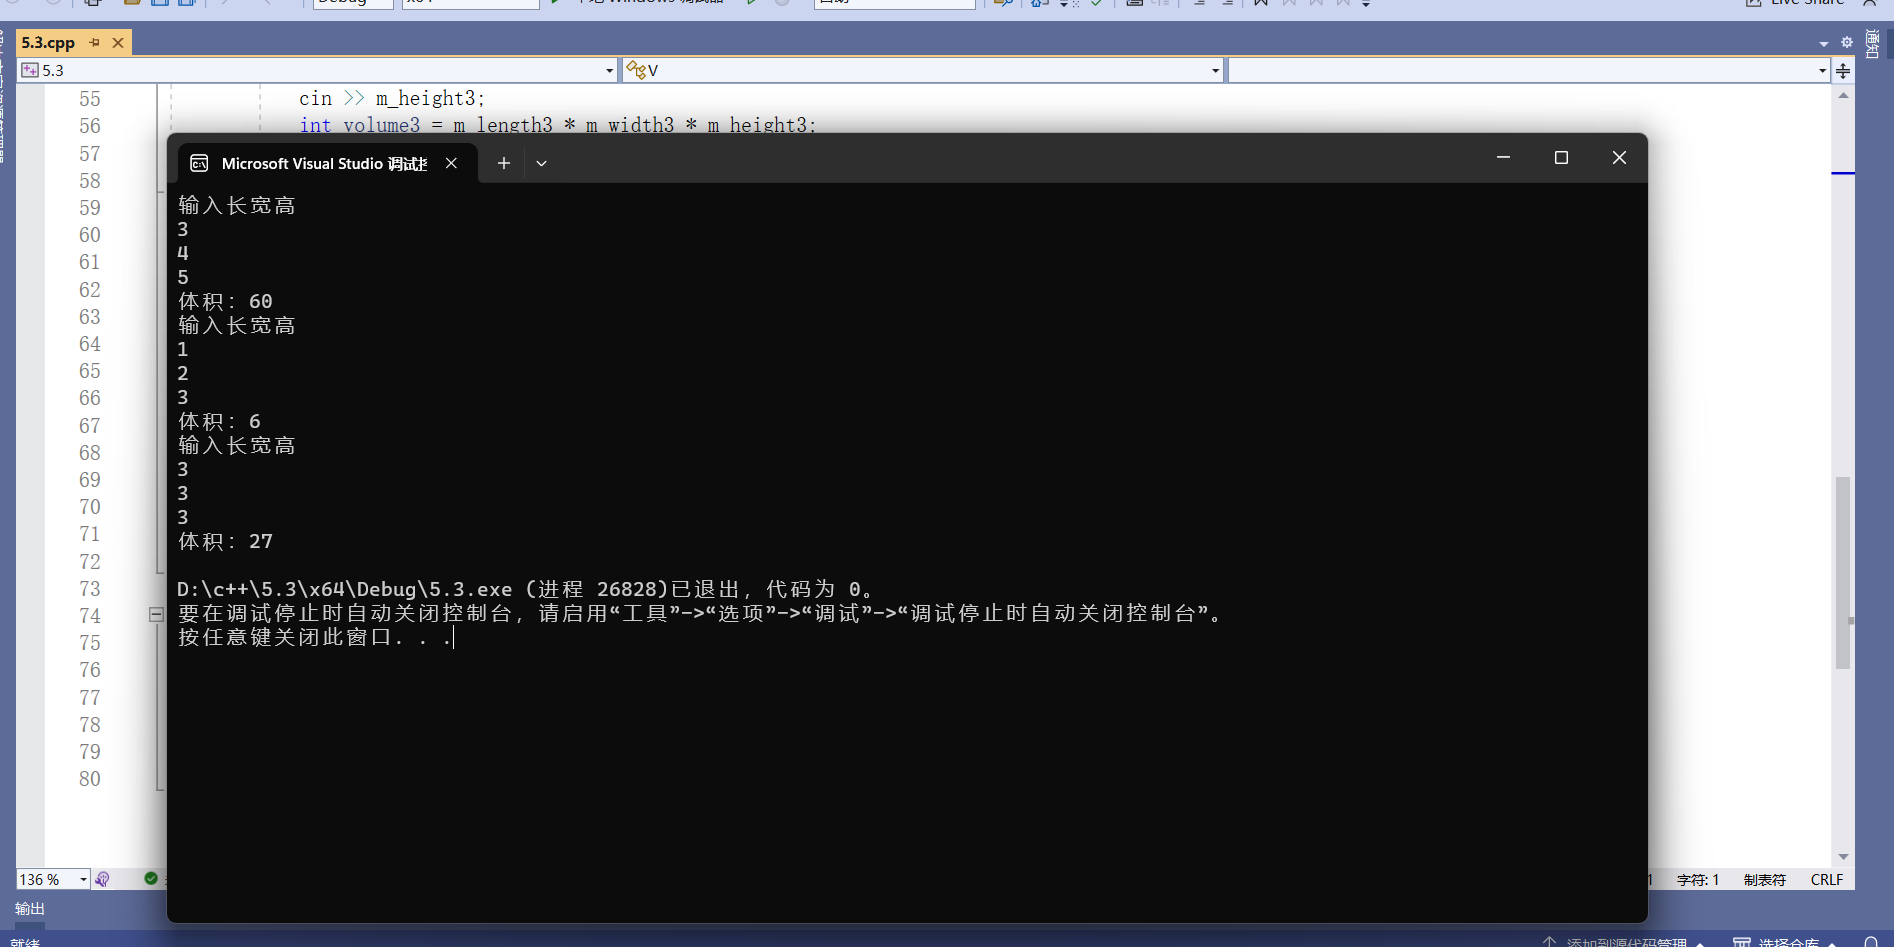 Live Share
5.3.cpp
通知
5.3
V
55 cin >> m_height3;
56 int volume3 = m_length3 * m_width3 * m_height3;
57
58
59
60
61
62
63
64
65
66
67
68
69
70
71
72
73
74
75
76
77
78
79
80
Microsoft Visual Studio 调试
输入长宽高
3
4
5
体积：60
输入长宽高
1
2
3
体积：6
输入长宽高
3
3
3
体积：27
D:\c++\5.3\x64\Debug\5.3.exe (进程 26828)已退出，代码为 0。
要在调试停止时自动关闭控制台，请启用“工具”->“选项”->“调试”->“调试停止时自动关闭控制台”。
按任意键关闭此窗口. . .
136 %
字符: 1
制表符
CRLF
输出
就绪
添加到源代码管理
选择仓库